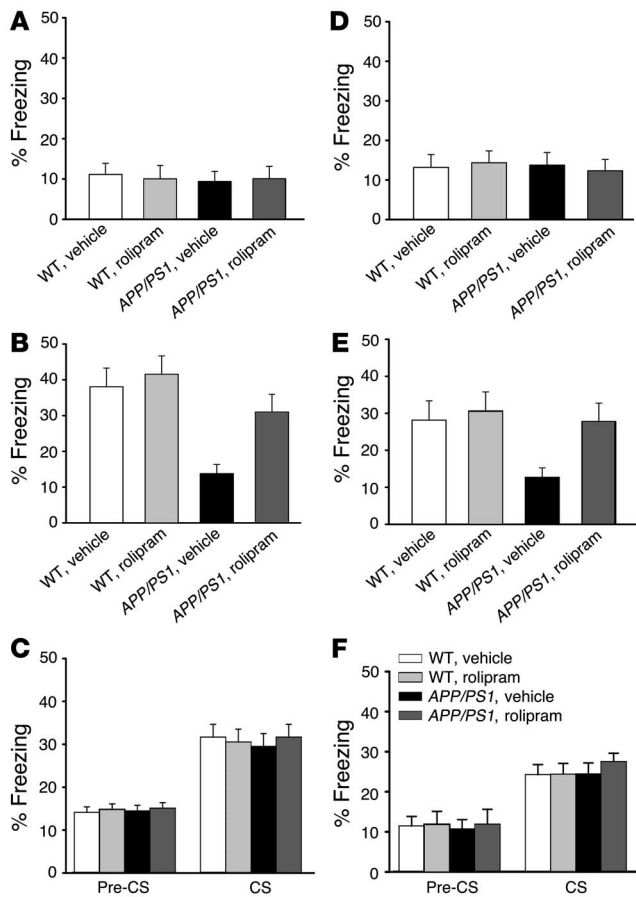 A
% Freezing
50
40
30
20
10
0
WT, vehicle
WT, rolipram
APP/PS1, vehicle
APP/PS1, rolipram
D
% Freezing
50
40
30
20
10
0
WT, vehicle
WT, rolipram
APP/PS1, vehicle
APP/PS1, rolipram
B
% Freezing
50
40
30
20
10
0
WT, vehicle
WT, rolipram
APP/PS1, vehicle
APP/PS1, rolipram
E
% Freezing
50
40
30
20
10
0
WT, vehicle
WT, rolipram
APP/PS1, vehicle
APP/PS1, rolipram
C
% Freezing
50
40
30
20
10
0
Pre-CS
CS
F
WT, vehicle
WT, rolipram
APP/PS1, vehicle
APP/PS1, rolipram
% Freezing
50
40
30
20
10
0
Pre-CS
CS